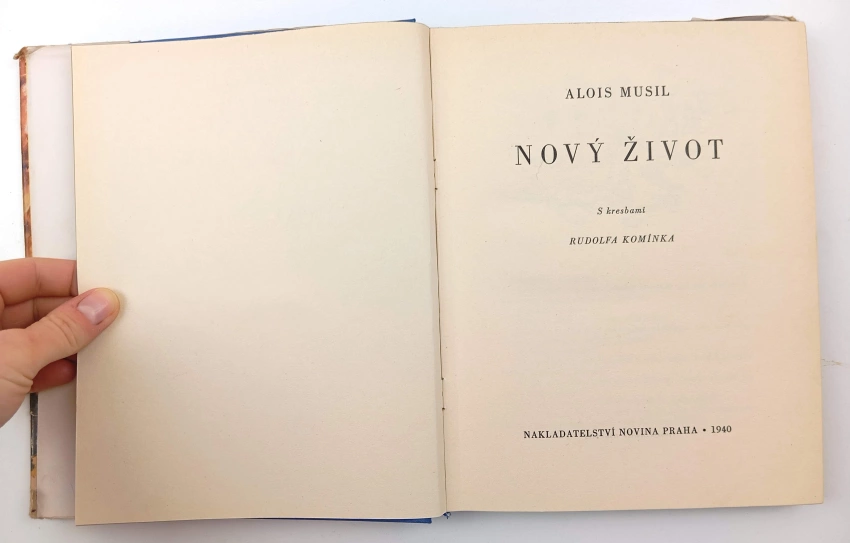 ALOIS MUSIL
NOVÝ ŽIVOT
S kresbami
RUDOLFA KOMÍNKA
NAKLADATELSTVÍ NOVINA PRAHA • 1940